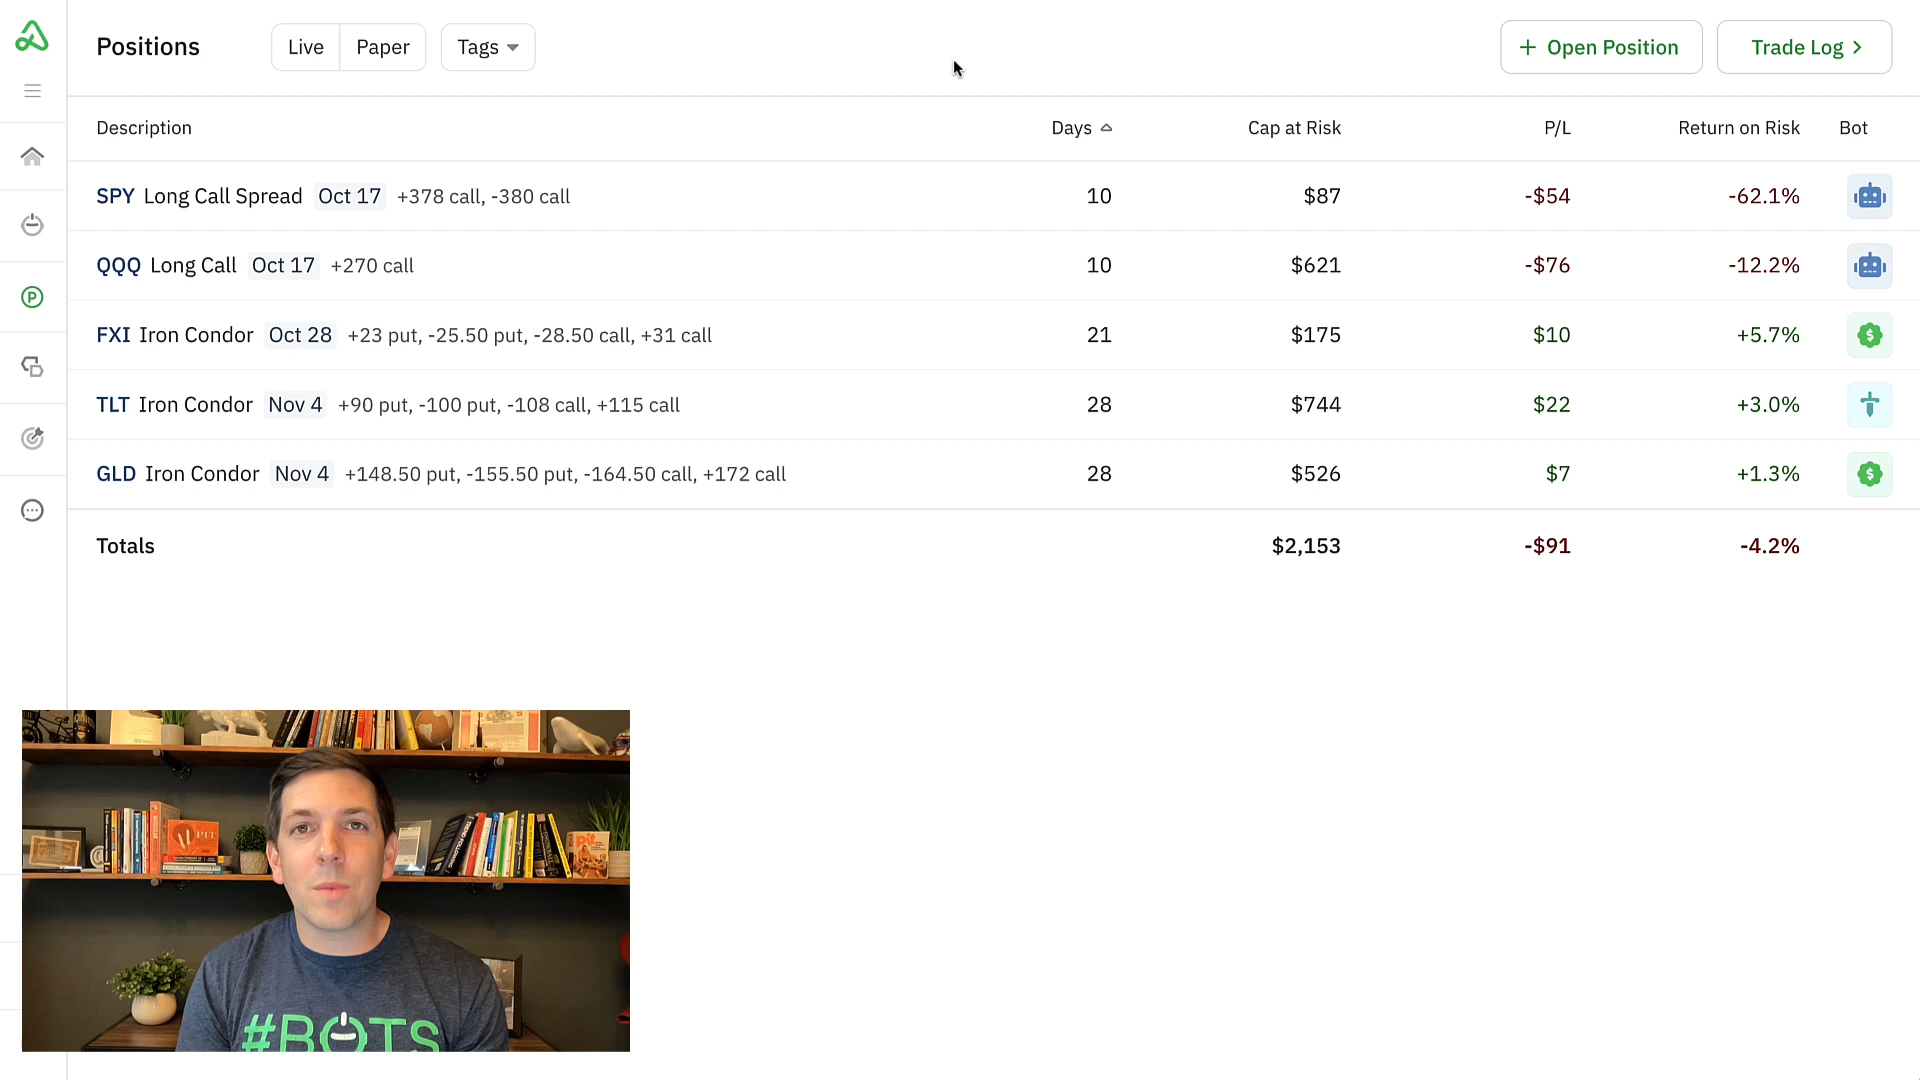 Positions
Live
Paper
Tags
+ Open Position
Trade Log >
Description Days Cap at Risk P/L Return on Risk Bot
SPY Long Call Spread Oct 17 +378 call, -380 call 10 $87 -$54 -62.1%
QQQ Long Call Oct 17 +270 call 10 $621 -$76 -12.2%
FXI Iron Condor Oct 28 +23 put, -25.50 put, -28.50 call, +31 call 21 $175 $10 +5.7%
TLT Iron Condor Nov 4 +90 put, -100 put, -108 call, +115 call 28 $744 $22 +3.0%
GLD Iron Condor Nov 4 +148.50 put, -155.50 put, -164.50 call, +172 call 28 $526 $7 +1.3%
Totals $2,153 -$91 -4.2%
PIT
TREND FOLLOWING
Pit
#BOTS